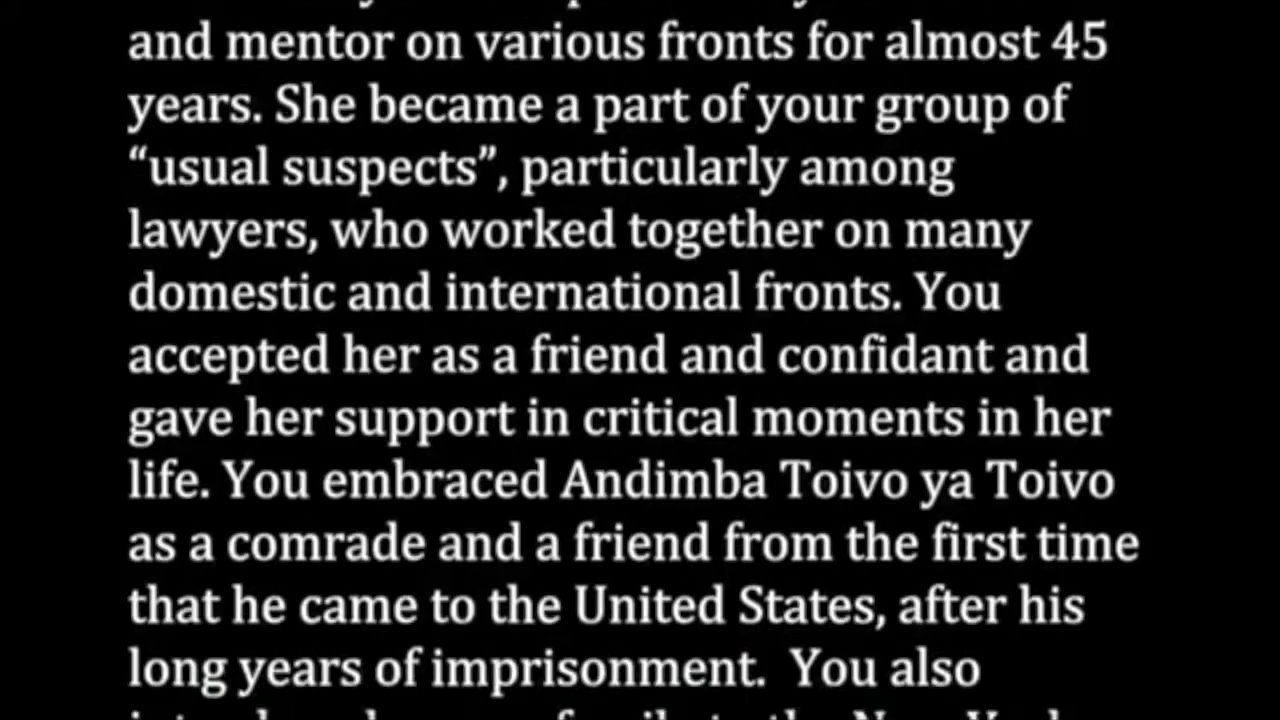 and mentor on various fronts for almost 45
years. She became a part of your group of
“usual suspects”, particularly among
lawyers, who worked together on many
domestic and international fronts. You
accepted her as a friend and confidant and
gave her support in critical moments in her
life. You embraced Andimba Toivo ya Toivo
as a comrade and a friend from the first time
that he came to the United States, after his
long years of imprisonment.  You also